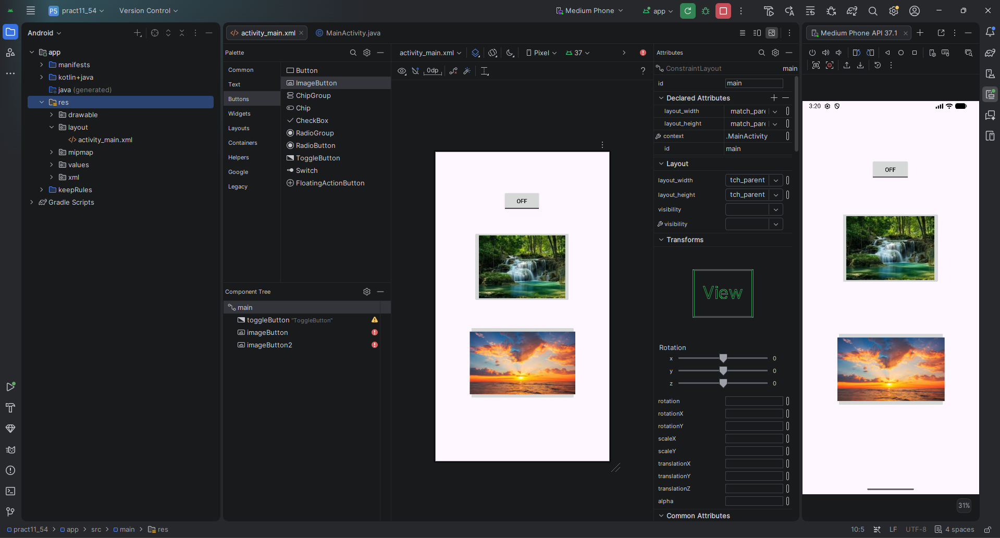 P5 pract11_54 Version Control Medium Phone app
Android
app
manifests
kotlin+java
java (generated)
res
drawable
layout
activity_main.xml
mipmap
values
xml
keepRules
Gradle Scripts
activity_main.xml MainActivity.java
Palette
Common
Text
Buttons
Widgets
Layouts
Containers
Helpers
Google
Legacy
Button
ImageButton
ChipGroup
Chip
CheckBox
RadioGroup
RadioButton
ToggleButton
Switch
FloatingActionButton
Component Tree
main
toggleButton "ToggleButton"
imageButton
imageButton2
activity_main.xml Pixel 37
0dp ?
OFF
Attributes
ConstraintLayout main
id main
Declared Attributes
layout_width match_pare
layout_height match_pare
context .MainActivity
id main
Layout
layout_width tch_parent
layout_height tch_parent
visibility
visibility
Transforms
View
Rotation
x 0
y 0
z 0
rotation
rotationX
rotationY
scaleX
scaleY
translationX
translationY
translationZ
alpha
Common Attributes
Medium Phone API 37.1
3:20
OFF
31%
pract11_54 app src main res 10:5 LF UTF-8 4 spaces